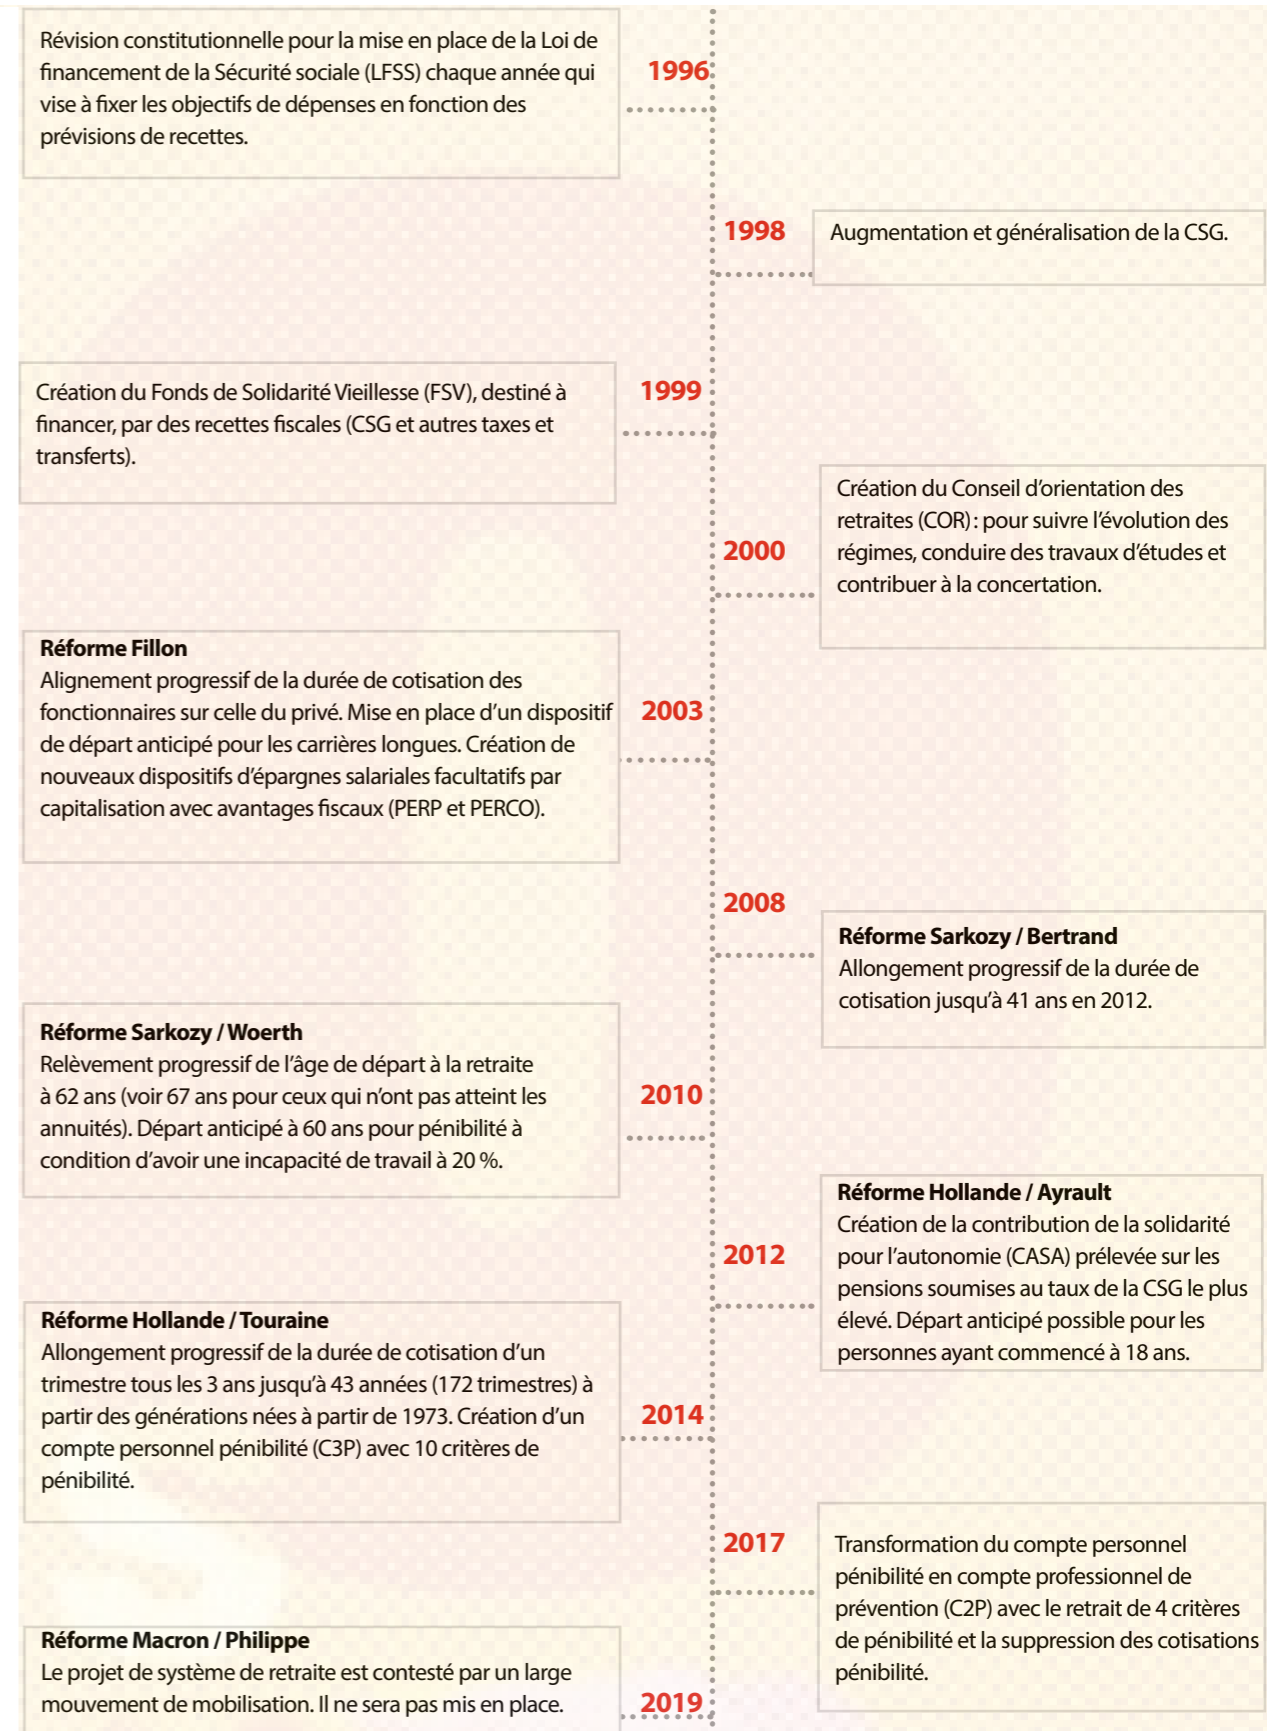 Révision constitutionnelle pour la mise en place de la Loi de
financement de la Sécurité sociale (LFSS) chaque année qui
vise à fixer les objectifs de dépenses en fonction des
prévisions de recettes.
1996
1998
Augmentation et généralisation de la CSG.
Création du Fonds de Solidarité Vieillesse (FSV), destiné à
financer, par des recettes fiscales (CSG et autres taxes et
transferts).
1999
Création du Conseil d'orientation des
retraites (COR) : pour suivre l'évolution des
régimes, conduire des travaux d'études et
contribuer à la concertation.
2000
Réforme Fillon
Alignement progressif de la durée de cotisation des
fonctionnaires sur celle du privé. Mise en place d'un dispositif
de départ anticipé pour les carrières longues. Création de
nouveaux dispositifs d'épargnes salariales facultatifs par
capitalisation avec avantages fiscaux (PERP et PERCO).
2003
2008
Réforme Sarkozy / Bertrand
Allongement progressif de la durée de
cotisation jusqu'à 41 ans en 2012.
Réforme Sarkozy / Woerth
Relèvement progressif de l'âge de départ à la retraite
à 62 ans (voir 67 ans pour ceux qui n'ont pas atteint les
annuités). Départ anticipé à 60 ans pour pénibilité à
condition d'avoir une incapacité de travail à 20 %.
2010
Réforme Hollande / Ayrault
Création de la contribution de la solidarité
pour l'autonomie (CASA) prélevée sur les
pensions soumises au taux de la CSG le plus
élevé. Départ anticipé possible pour les
personnes ayant commencé à 18 ans.
2012
Réforme Hollande / Touraine
Allongement progressif de la durée de cotisation d'un
trimestre tous les 3 ans jusqu'à 43 années (172 trimestres) à
partir des générations nées à partir de 1973. Création d'un
compte personnel pénibilité (C3P) avec 10 critères de
pénibilité.
2014
2017
Transformation du compte personnel
pénibilité en compte professionnel de
prévention (C2P) avec le retrait de 4 critères
de pénibilité et la suppression des cotisations
pénibilité.
Réforme Macron / Philippe
Le projet de système de retraite est contesté par un large
mouvement de mobilisation. Il ne sera pas mis en place.
2019